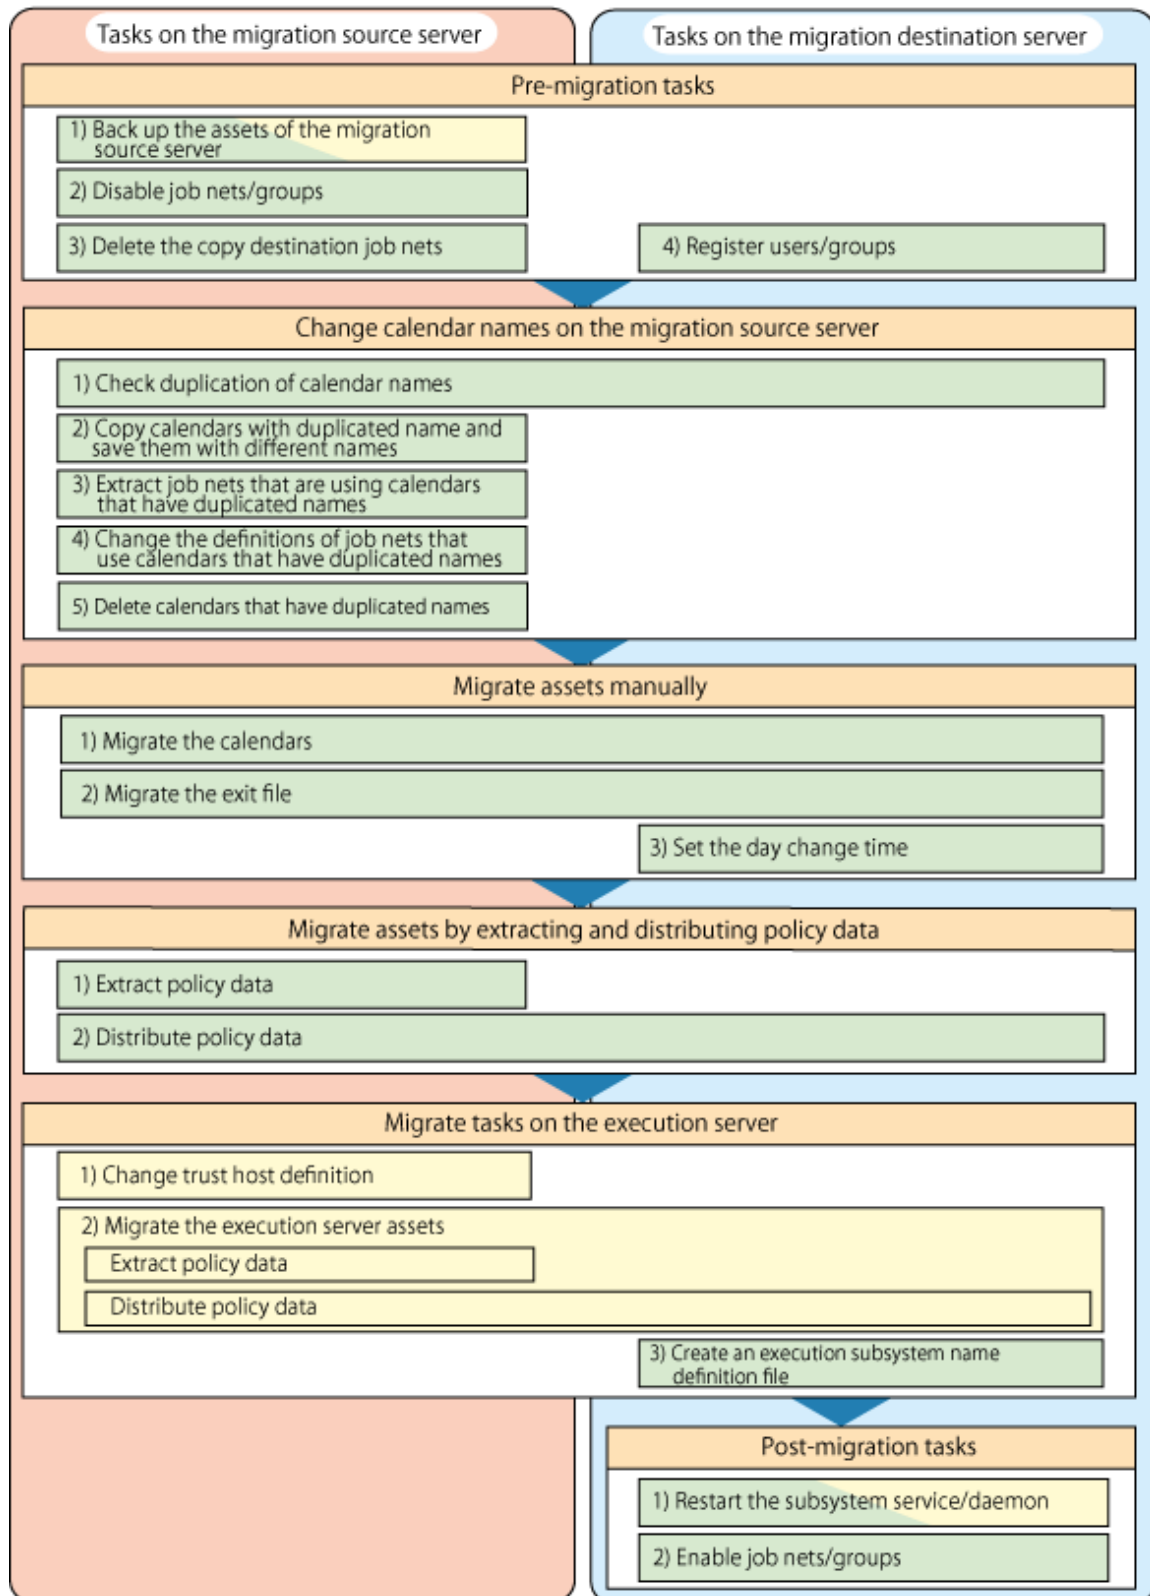 Tasks on the migration source server
Tasks on the migration destination server
Pre-migration tasks
1) Back up the assets of the migration
source server
2) Disable job nets/groups
3) Delete the copy destination job nets
4) Register users/groups
Change calendar names on the migration source server
1) Check duplication of calendar names
2) Copy calendars with duplicated name and
save them with different names
3) Extract job nets that are using calendars
that have duplicated names
4) Change the definitions of job nets that
use calendars that have duplicated names
5) Delete calendars that have duplicated names
Migrate assets manually
1) Migrate the calendars
2) Migrate the exit file
3) Set the day change time
Migrate assets by extracting and distributing policy data
1) Extract policy data
2) Distribute policy data
Migrate tasks on the execution server
1) Change trust host definition
2) Migrate the execution server assets
Extract policy data
Distribute policy data
3) Create an execution subsystem name
definition file
Post-migration tasks
1) Restart the subsystem service/daemon
2) Enable job nets/groups